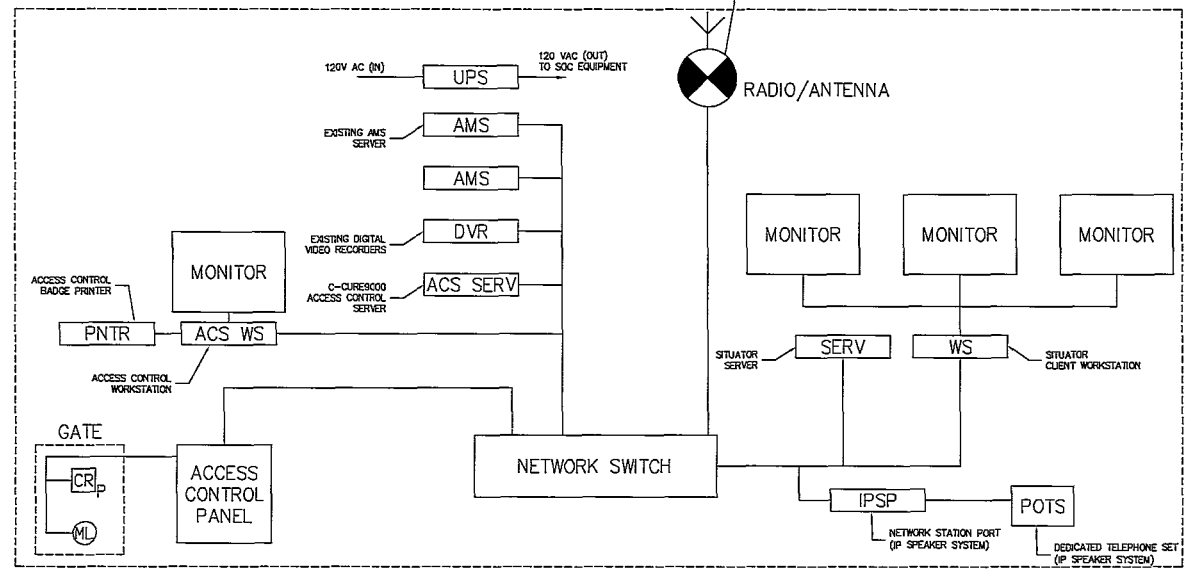 120V AC (IN)
UPS
120 VAC (OUT)
TO SOC EQUIPMENT
RADIO/ANTENNA
EXISTING AMS
SERVER
AMS
AMS
EXISTING DIGITAL
VIDEO RECORDERS
DVR
C-CURE9000
ACCESS CONTROL
SERVER
ACS SERV
MONITOR
ACCESS CONTROL
BADGE PRINTER
PNTR
ACS WS
ACCESS CONTROL
WORKSTATION
MONITOR
MONITOR
MONITOR
SITUATOR
SERVER
SERV
WS
SITUATOR
CLIENT WORKSTATION
GATE
CRP
ML
ACCESS
CONTROL
PANEL
NETWORK SWITCH
IPSP
NETWORK STATION PORT
(IP SPEAKER SYSTEM)
POTS
DEDICATED TELEPHONE SET
(IP SPEAKER SYSTEM)